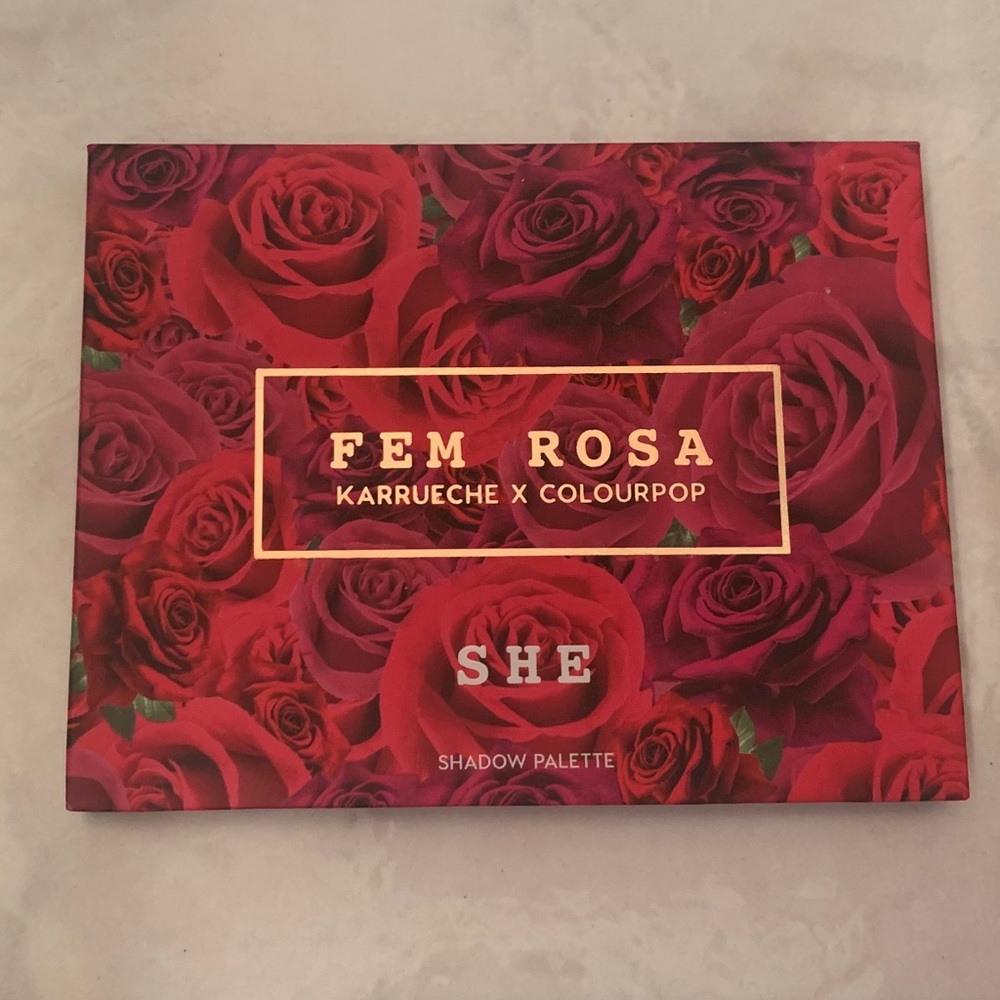 FEM ROSA
KARRUECHE X COLOURPOP
SHE
SHADOW PALETTE